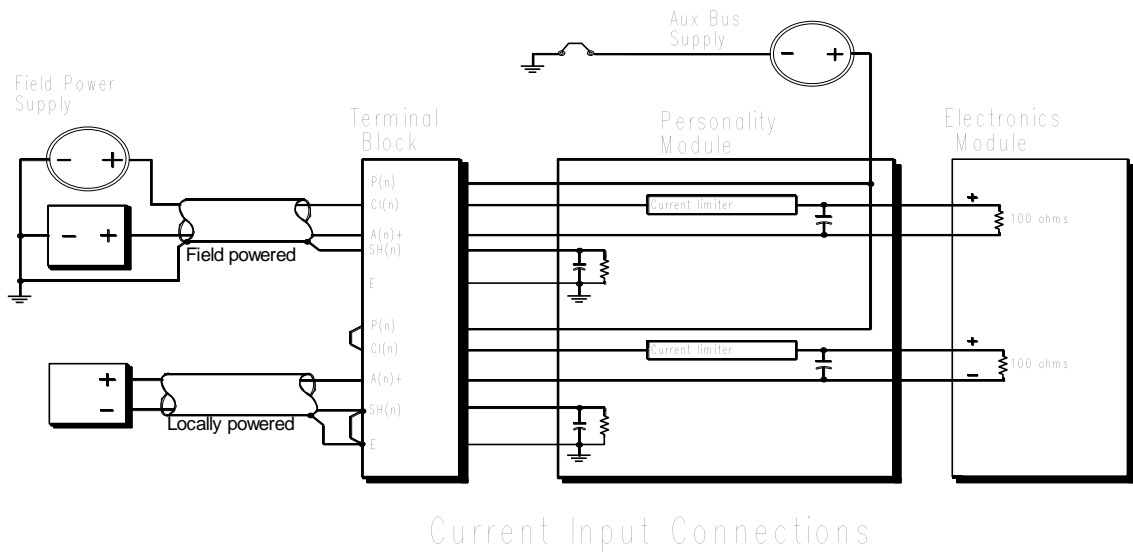 Aux Bus
Supply
- +
Field Power
Supply
- +
Terminal
Block
Personality
Module
Electronics
Module
P(n)
CI(n)
Current limiter
+
100 ohms
- +
A(n)+
SH(n)
Field powered
E
P(n)
CI(n)
Current limiter
+
100 ohms
+
A(n)+
-
-
SH(n)
Locally powered
E
Current Input Connections